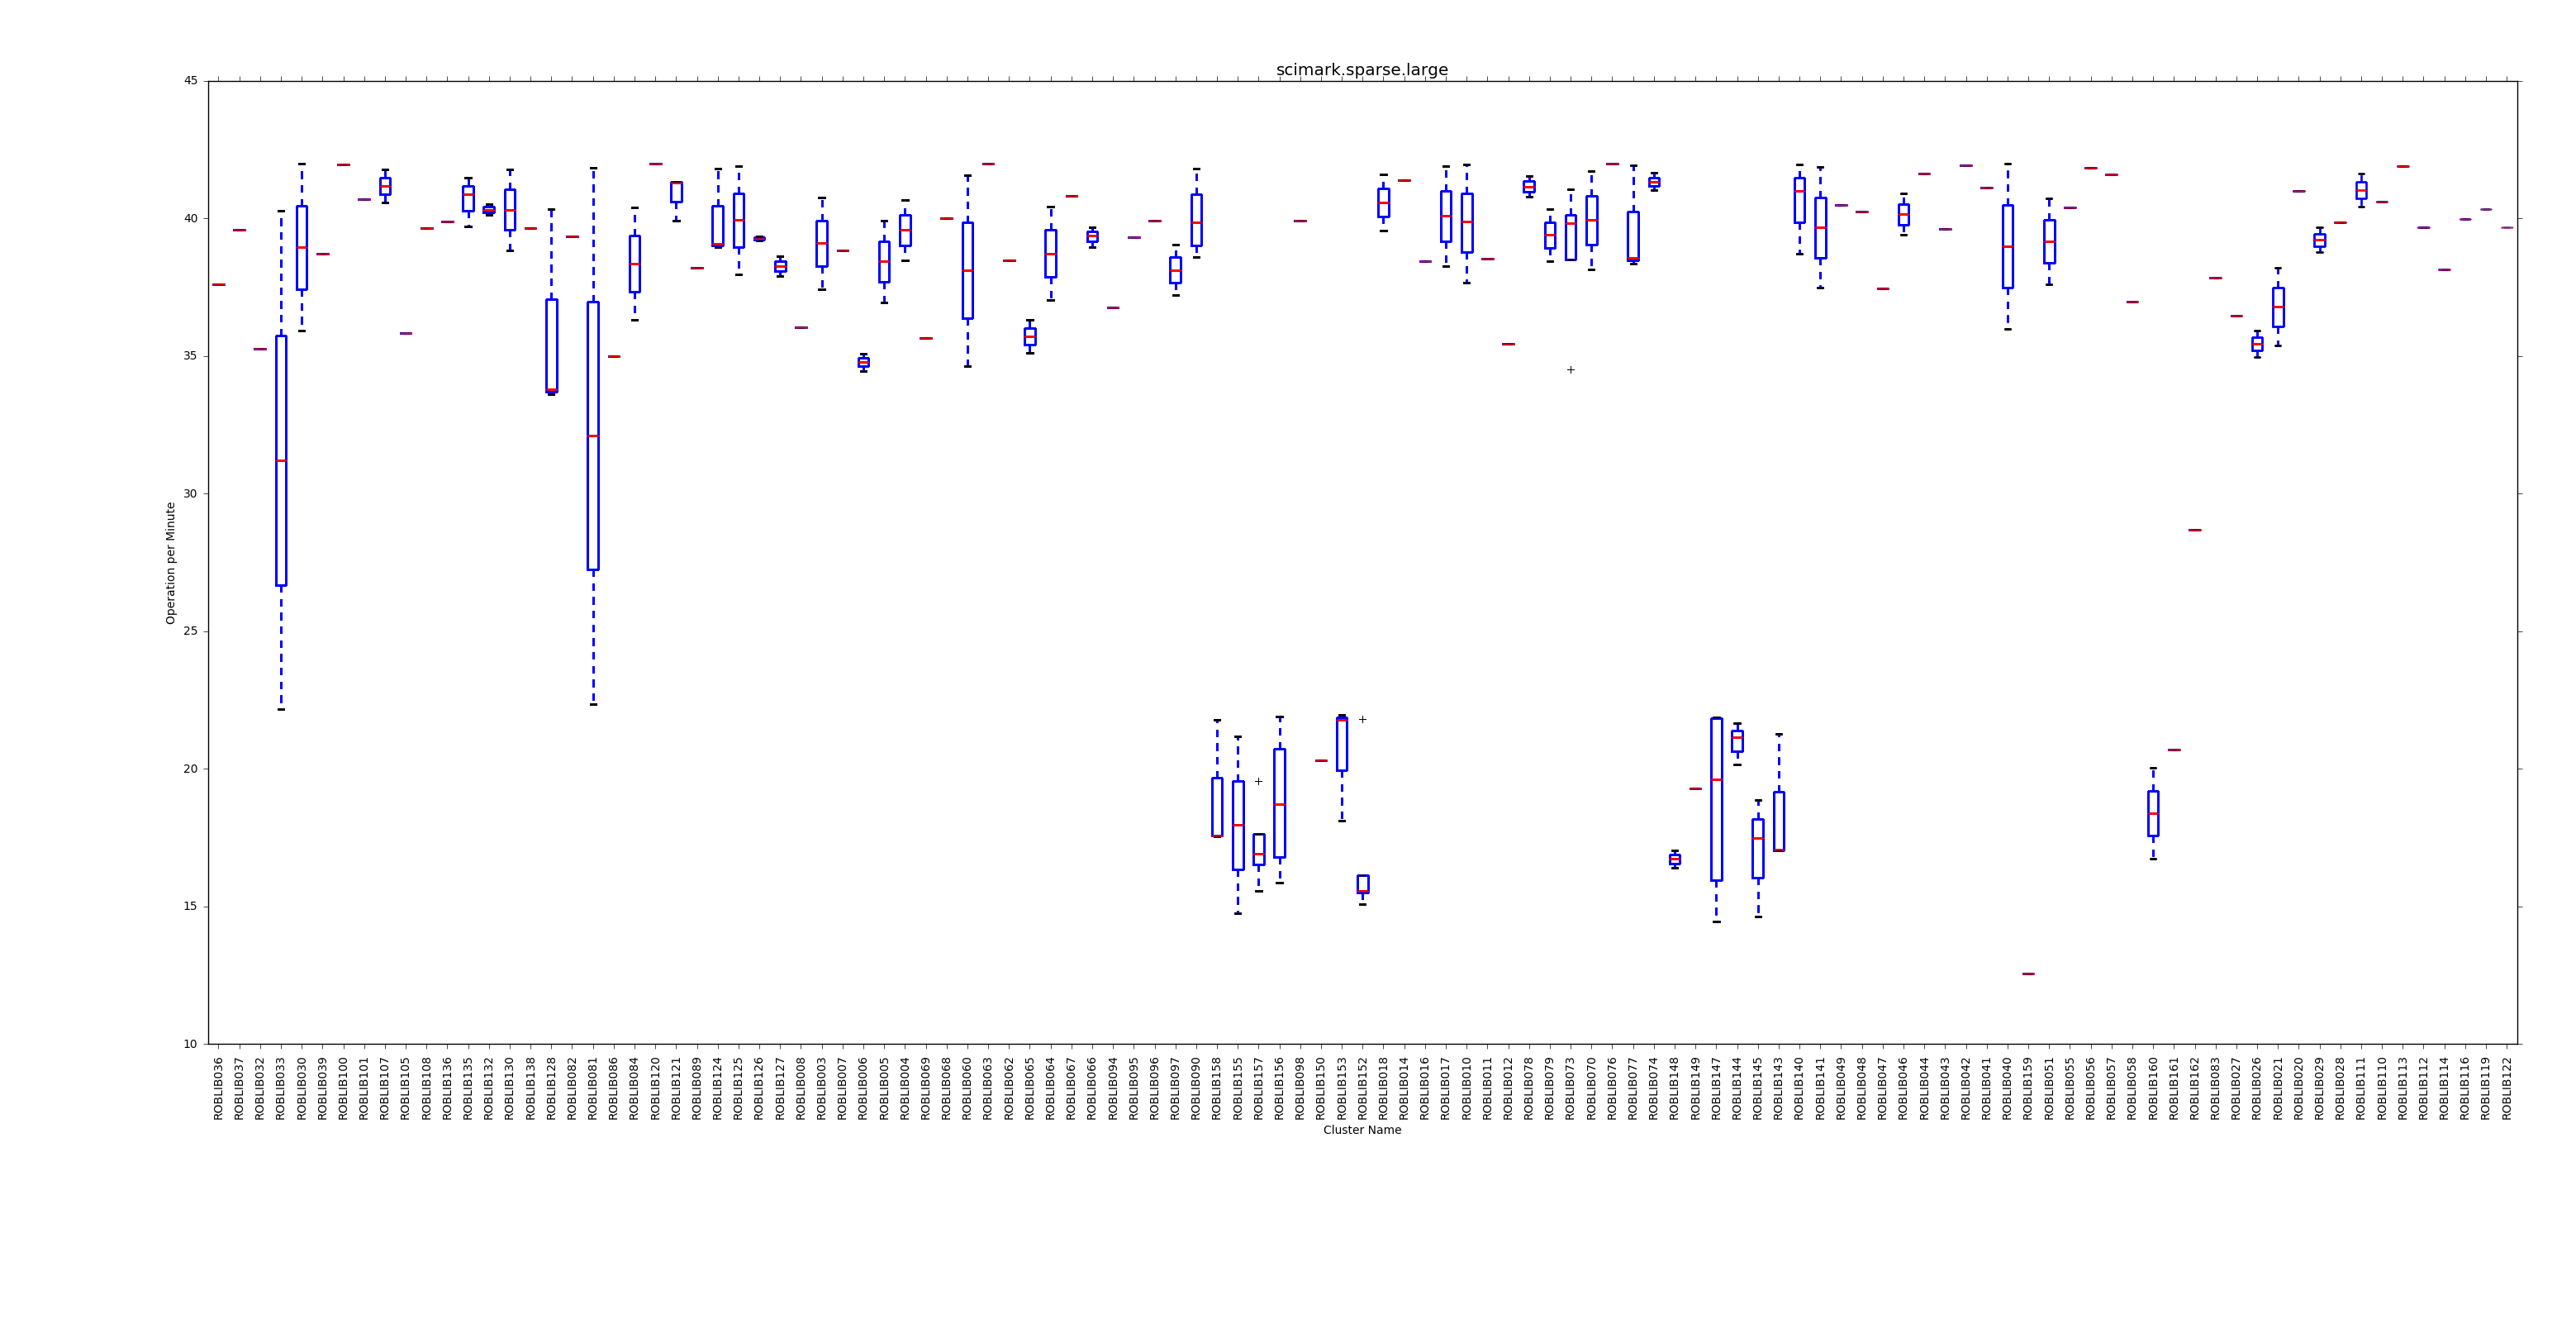 scimark.sparse.large
45
40
35
30
25
20
15
10
Operation per Minute
ROBLIB036
ROBLIB037
ROBLIB032
ROBLIB033
ROBLIB030
ROBLIB039
ROBLIB100
ROBLIB101
ROBLIB107
ROBLIB105
ROBLIB108
ROBLIB136
ROBLIB135
ROBLIB132
ROBLIB130
ROBLIB138
ROBLIB128
ROBLIB082
ROBLIB081
ROBLIB086
ROBLIB084
ROBLIB120
ROBLIB121
ROBLIB089
ROBLIB124
ROBLIB125
ROBLIB126
ROBLIB127
ROBLIB008
ROBLIB003
ROBLIB007
ROBLIB006
ROBLIB005
ROBLIB004
ROBLIB069
ROBLIB068
ROBLIB060
ROBLIB063
ROBLIB062
ROBLIB065
ROBLIB064
ROBLIB067
ROBLIB066
ROBLIB094
ROBLIB095
ROBLIB096
ROBLIB097
ROBLIB090
ROBLIB158
ROBLIB155
ROBLIB157
ROBLIB156
ROBLIB098
ROBLIB150
ROBLIB153
ROBLIB152
ROBLIB018
ROBLIB014
ROBLIB016
ROBLIB017
ROBLIB010
ROBLIB011
ROBLIB012
ROBLIB078
ROBLIB079
ROBLIB073
ROBLIB070
ROBLIB076
ROBLIB077
ROBLIB074
ROBLIB148
ROBLIB149
ROBLIB147
ROBLIB144
ROBLIB145
ROBLIB143
ROBLIB140
ROBLIB141
ROBLIB049
ROBLIB048
ROBLIB047
ROBLIB046
ROBLIB044
ROBLIB043
ROBLIB042
ROBLIB041
ROBLIB040
ROBLIB159
ROBLIB051
ROBLIB055
ROBLIB056
ROBLIB057
ROBLIB058
ROBLIB160
ROBLIB161
ROBLIB162
ROBLIB083
ROBLIB027
ROBLIB026
ROBLIB021
ROBLIB020
ROBLIB029
ROBLIB028
ROBLIB111
ROBLIB110
ROBLIB113
ROBLIB112
ROBLIB114
ROBLIB116
ROBLIB119
ROBLIB122
Cluster Name